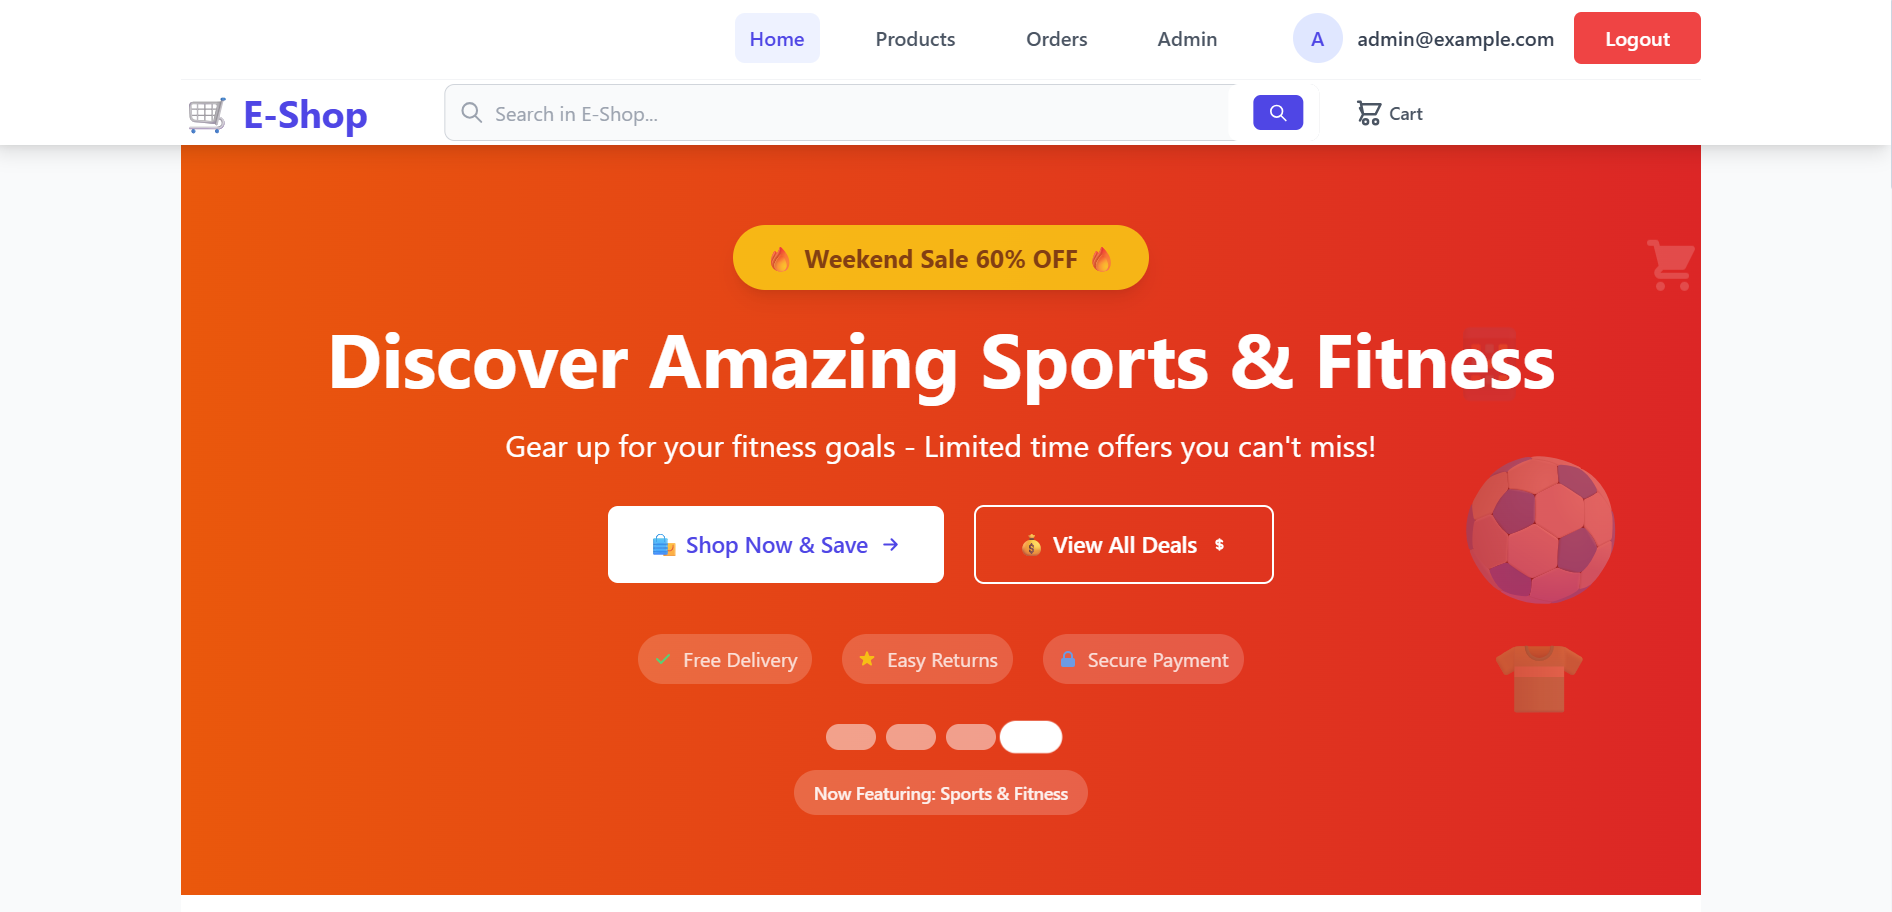 Home Products Orders Admin A admin@example.com Logout
E-Shop Search in E-Shop... Cart
Weekend Sale 60% OFF
Discover Amazing Sports & Fitness
Gear up for your fitness goals - Limited time offers you can't miss!
Shop Now & Save → $ View All Deals $
Free Delivery Easy Returns Secure Payment
Now Featuring: Sports & Fitness